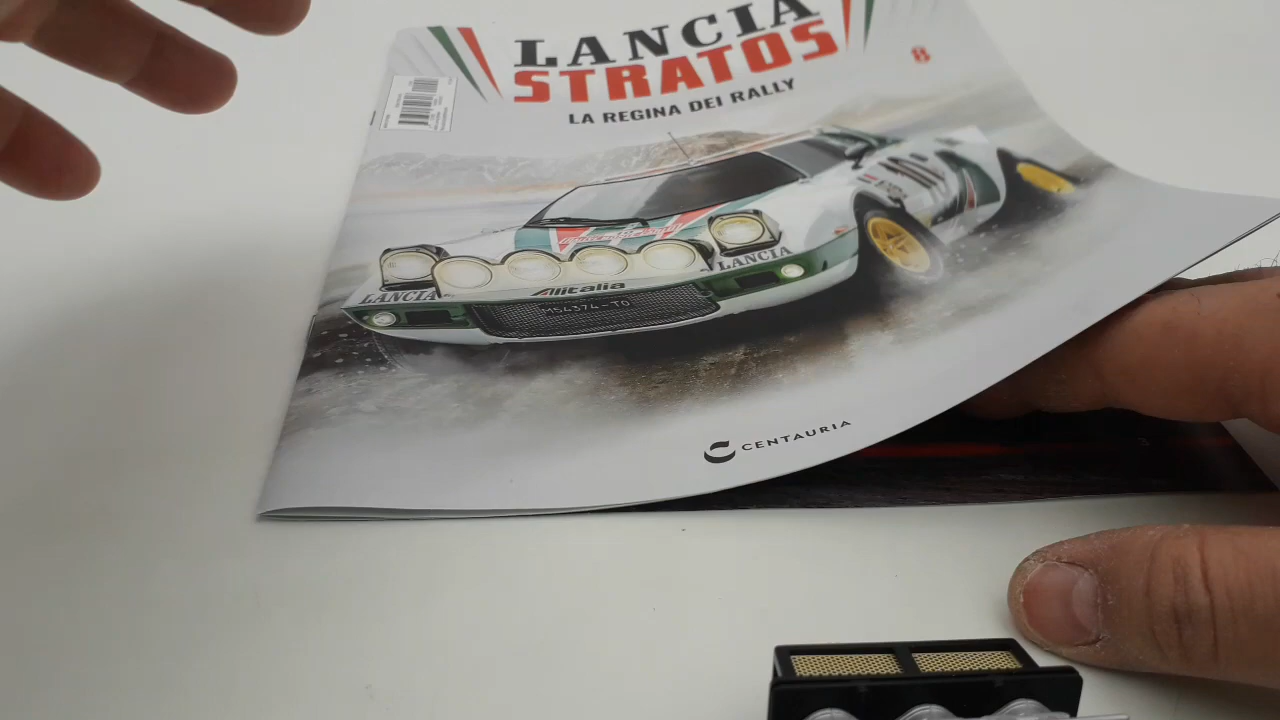 LANCIA
STRATOS
8
LA REGINA DEI RALLY
LANCIA
LANCIA
Alitalia
CENTAURIA